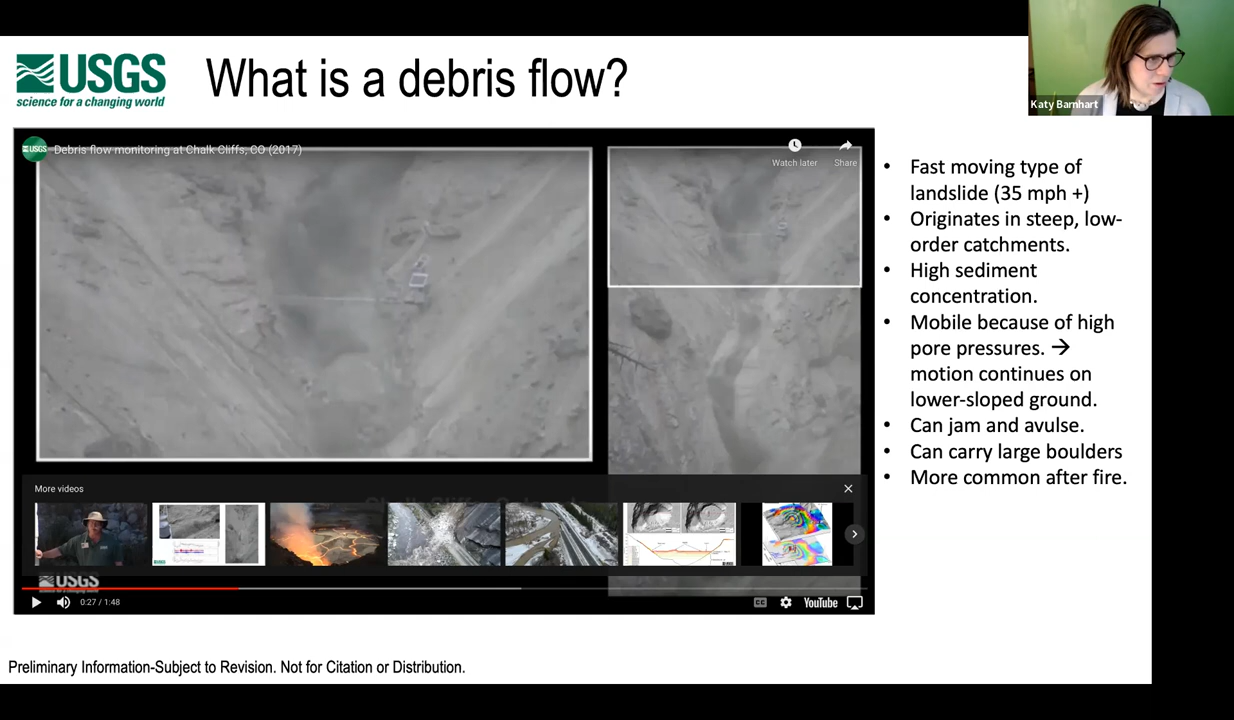 USGS
science for a changing world
What is a debris flow?
Katy Barnhart
USGS
Debris flow monitoring at Chalk Cliffs, CO (2017)
Watch later
Share
• Fast moving type of
landslide (35 mph +)
• Originates in steep, low-
order catchments.
• High sediment
concentration.
• Mobile because of high
pore pressures. →
motion continues on
lower-sloped ground.
• Can jam and avulse.
• Can carry large boulders
• More common after fire.
More videos
USGS
0:27 / 1:48
CC
YouTube
Preliminary Information-Subject to Revision. Not for Citation or Distribution.